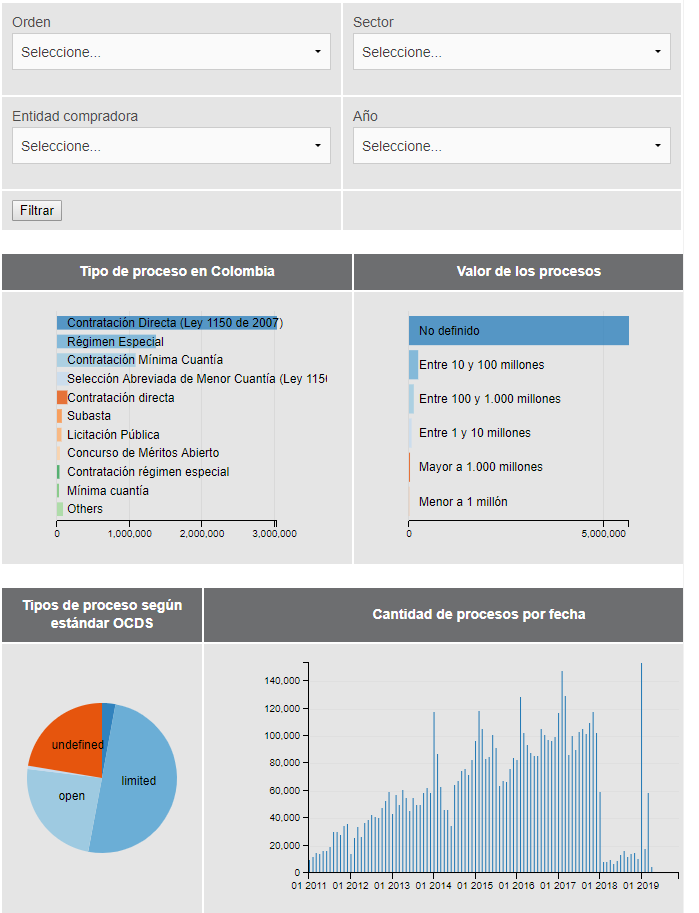 Orden
Sector
Seleccione...
Seleccione...
Entidad compradora
Año
Seleccione...
Seleccione...
Filtrar
Tipo de proceso en Colombia
Valor de los procesos
Contratación Directa (Ley 1150 de 2007)
Régimen Especial
Contratación Mínima Cuantía
Selección Abreviada de Menor Cuantía (Ley 115
Contratación directa
Subasta
Licitación Pública
Concurso de Méritos Abierto
Contratación régimen especial
Mínima cuantía
Others
0 1,000,000 2,000,000 3,000,000
No definido
Entre 10 y 100 millones
Entre 100 y 1.000 millones
Entre 1 y 10 millones
Mayor a 1.000 millones
Menor a 1 millón
0 5,000,000
Tipos de proceso según
estándar OCDS
Cantidad de procesos por fecha
undefined
limited
open
140,000
120,000
100,000
80,000
60,000
40,000
20,000
0
01 2011 01 2012 01 2013 01 2014 01 2015 01 2016 01 2017 01 2018 01 2019